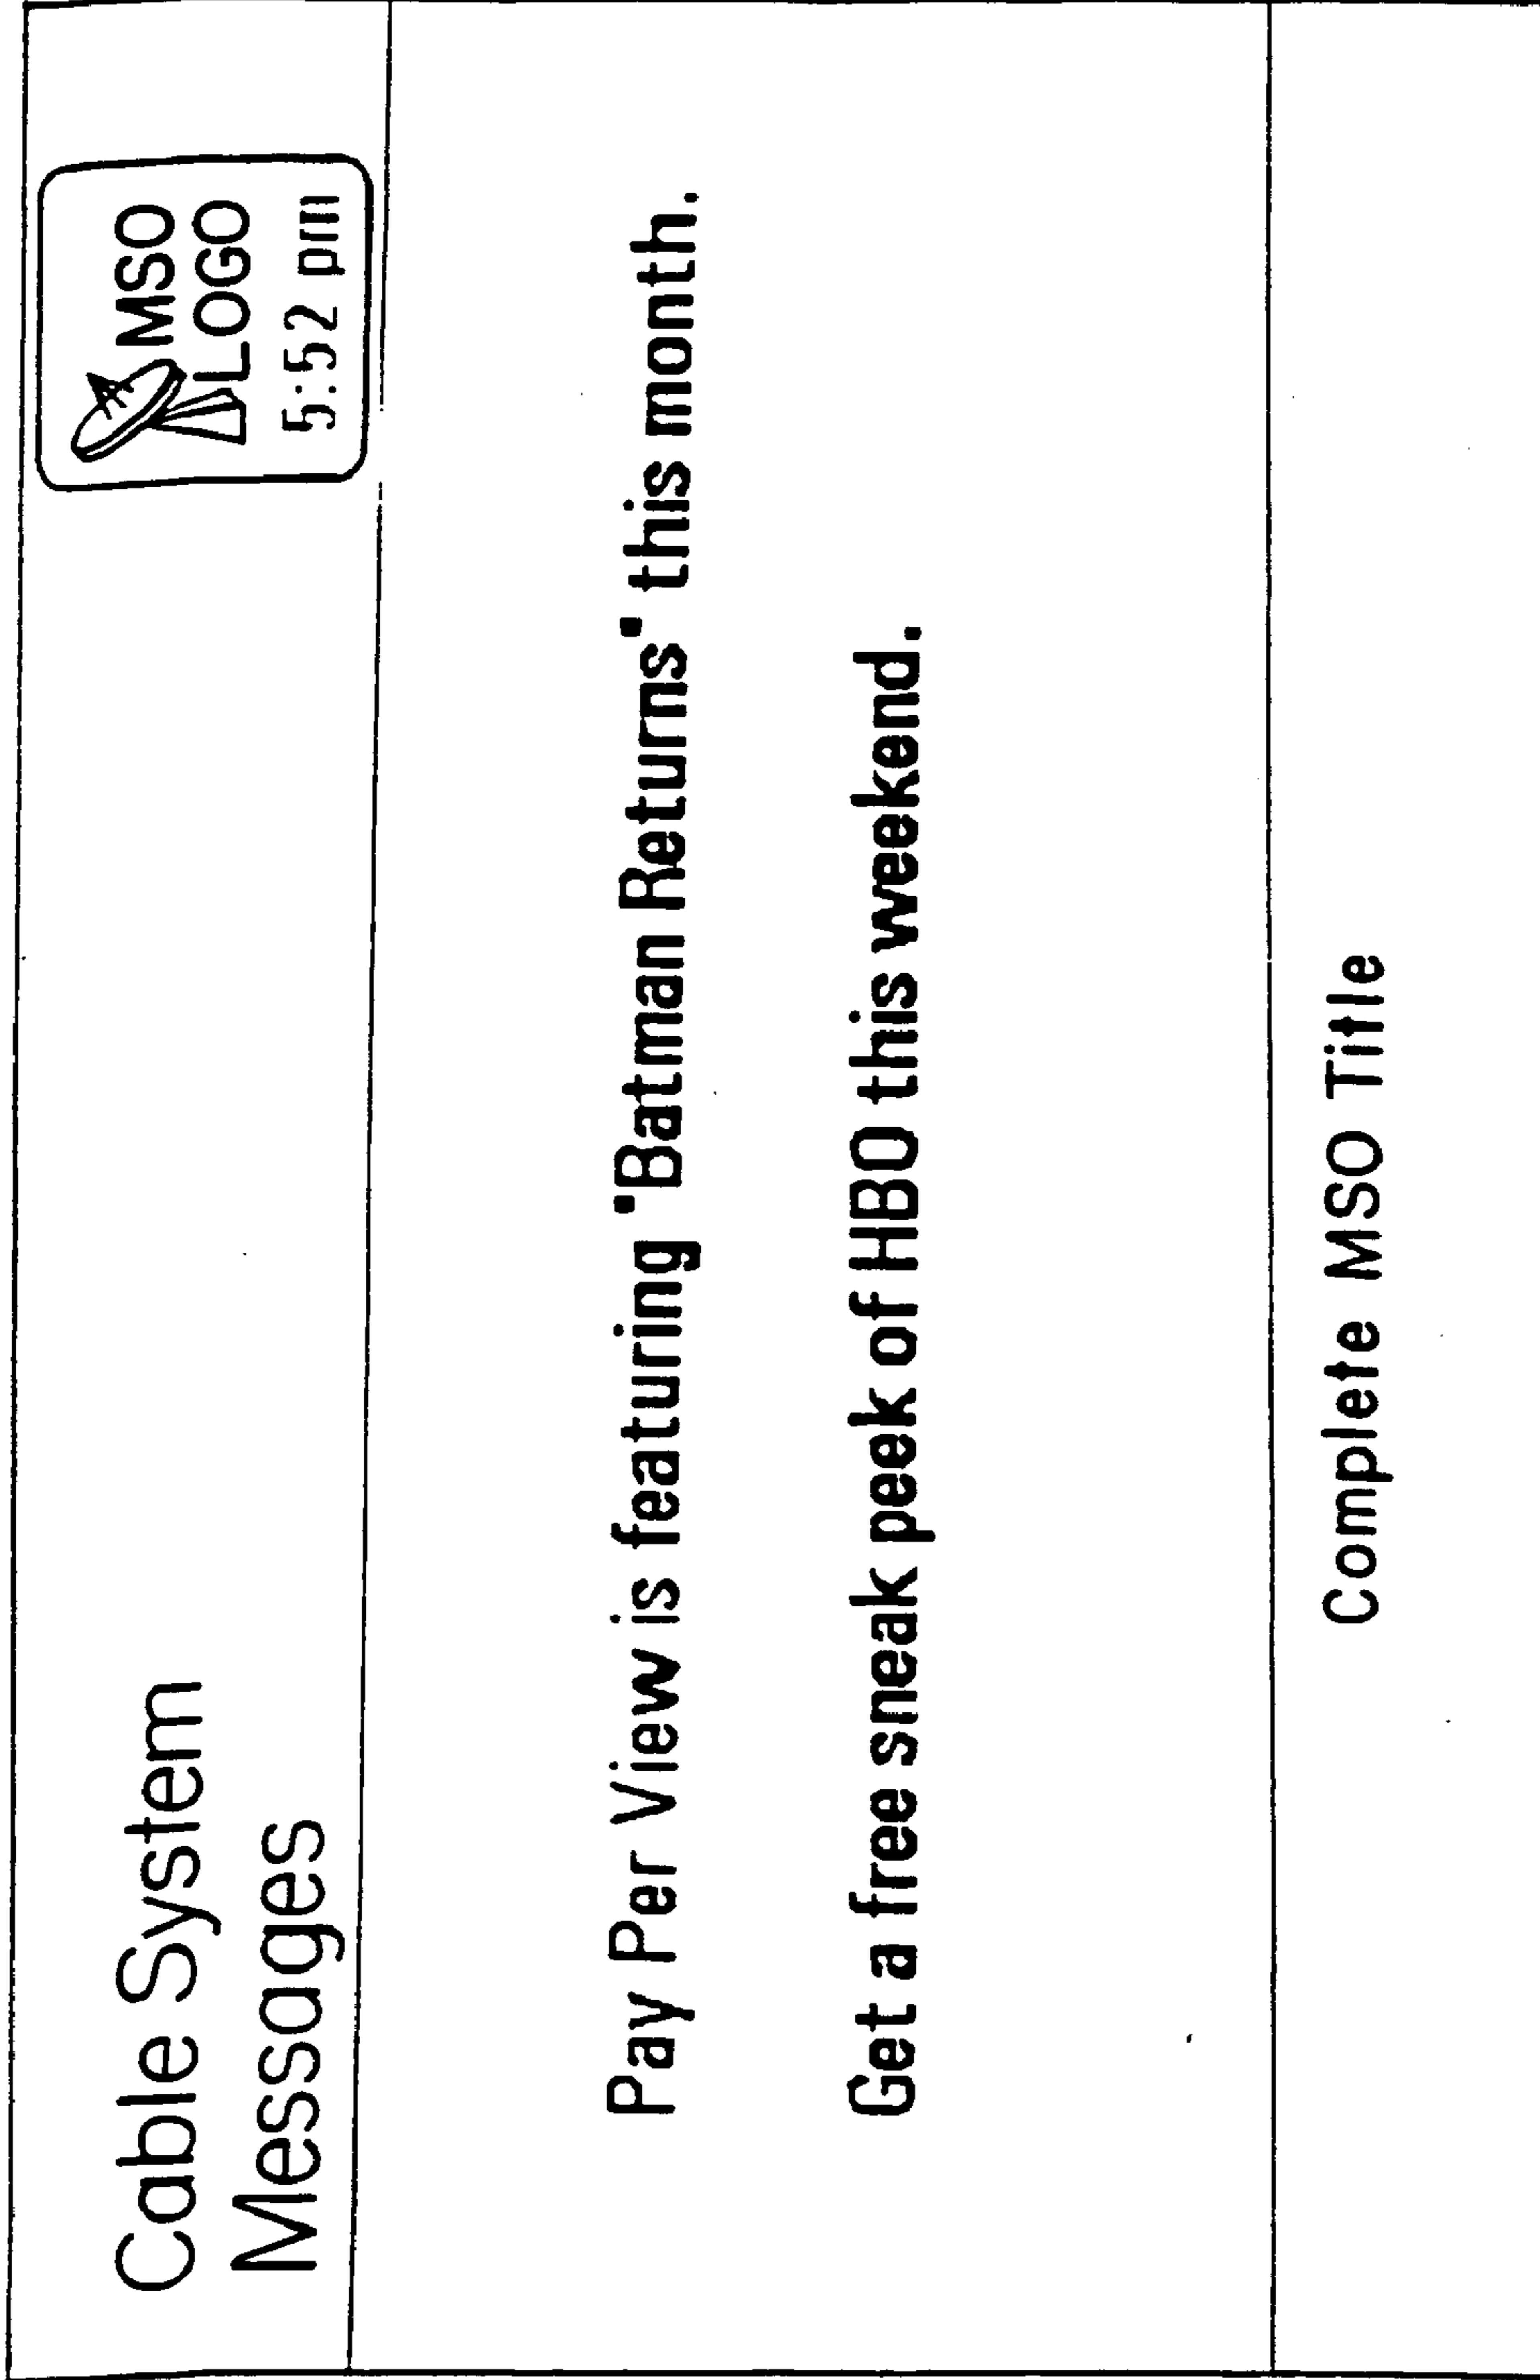 Cable System
Messages
MSO
LOGO
5:52 pm
Pay Per View is featuring "Batman Returns" this month.
Get a free sneak peek of HBO this weekend.
Complete MSO Title